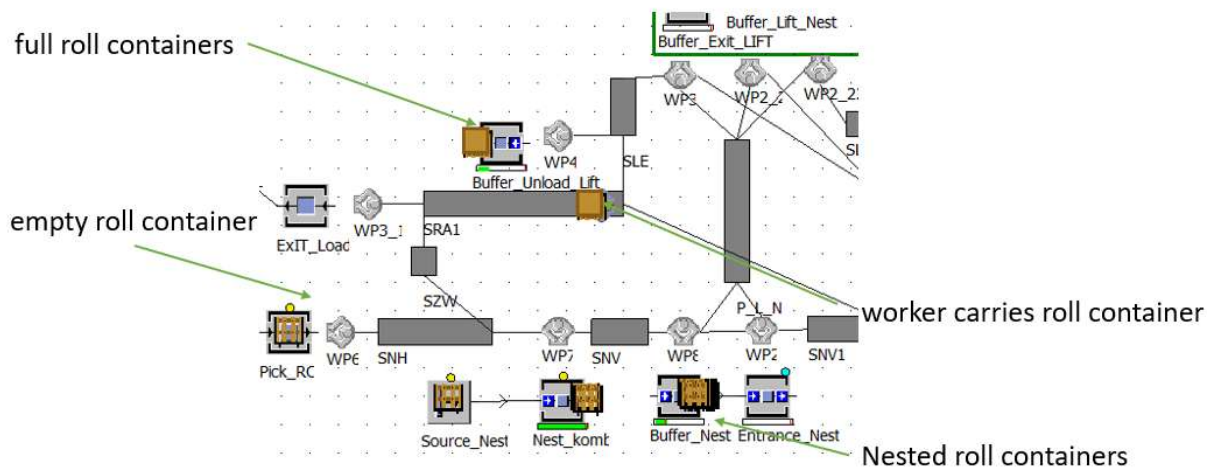 full roll containers
Buffer_Lift_Nest
Buffer_Exit_LIFT
WP3
WP2_2
WP2_2
WP4
SLE
Buffer_Unload_Lift
empty roll container
ExIT_Load
WP3_1
SRA1
SZW
P_L_N
worker carries roll container
Pick_RC
WP6
SNH
WP7
SNV
WP8
WP2
SNV1
Source_Nest
Nest_komb
Buffer_Nest
Entrance_Nest
Nested roll containers